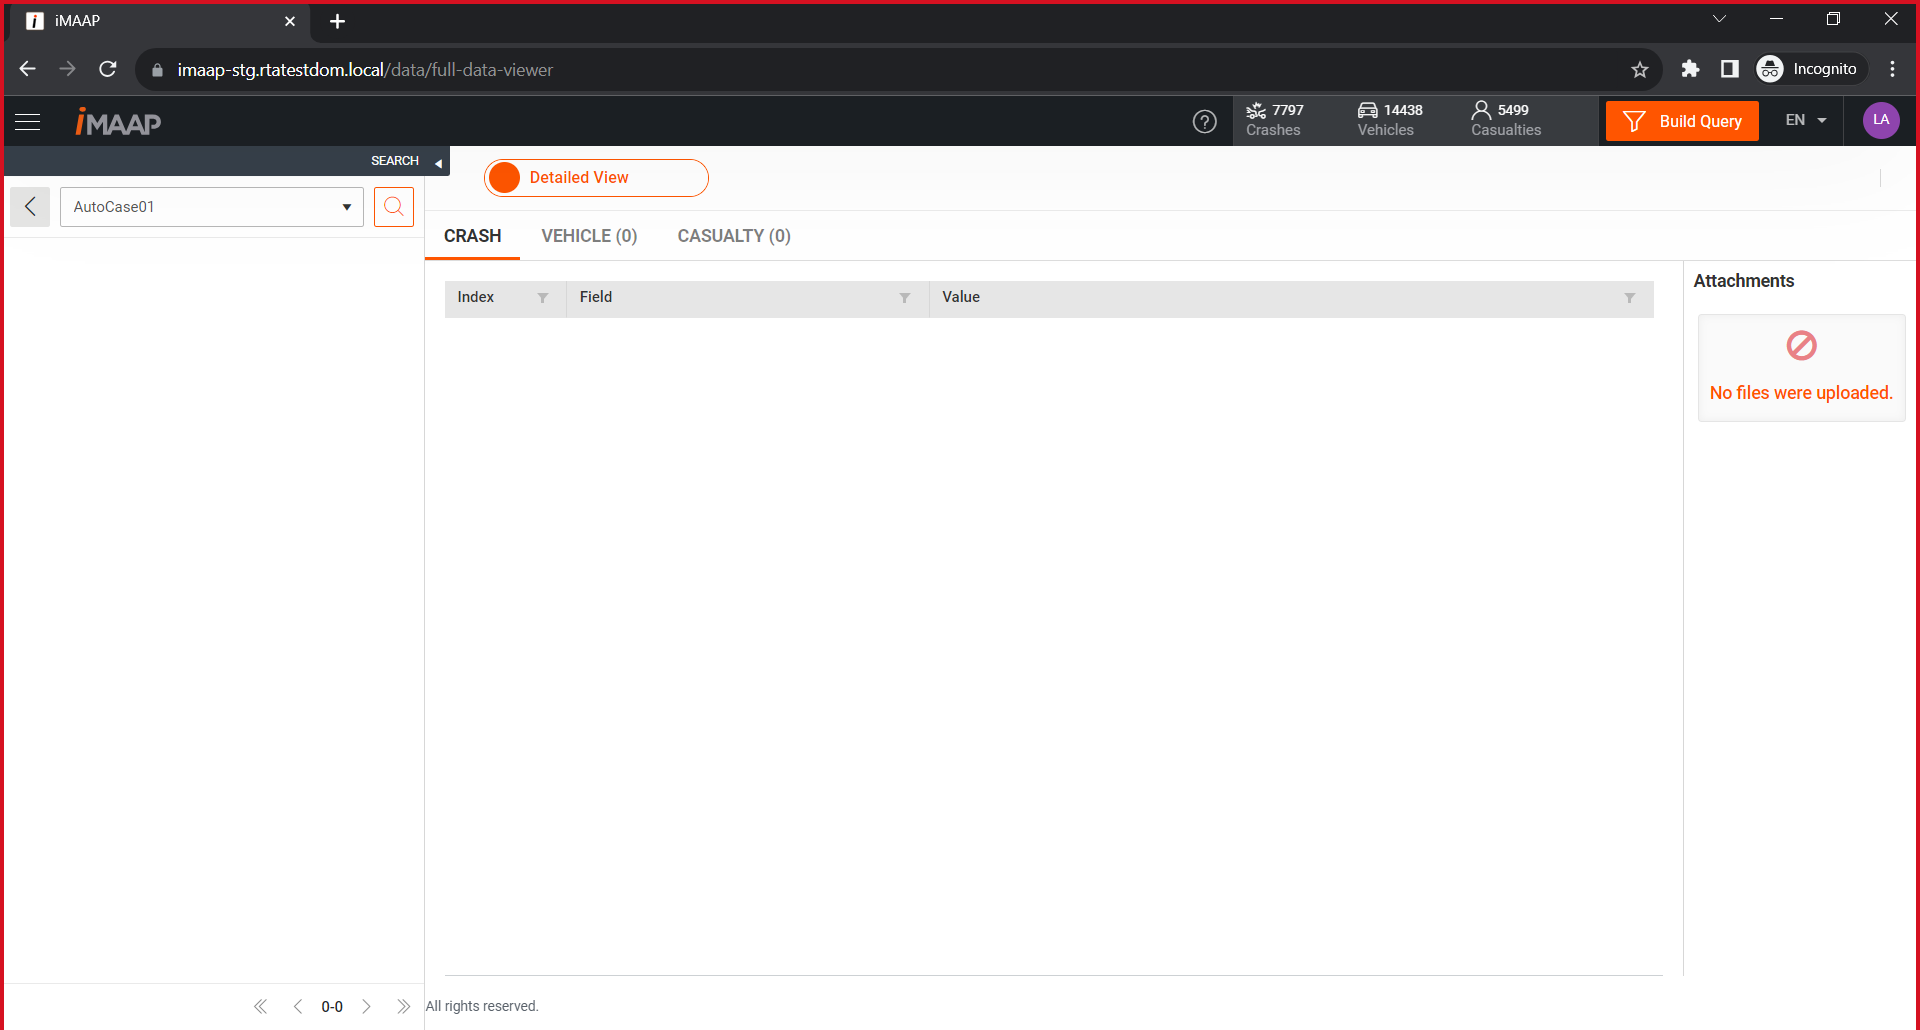 iMAAP
imaap-stg.rtatestdom.local/data/full-data-viewer
Incognito
iMAAP
7797
Crashes
14438
Vehicles
5499
Casualties
Build Query
EN
LA
SEARCH
Detailed View
AutoCase01
CRASH
VEHICLE (0)
CASUALTY (0)
Index
Field
Value
Attachments
No files were uploaded.
0-0
All rights reserved.